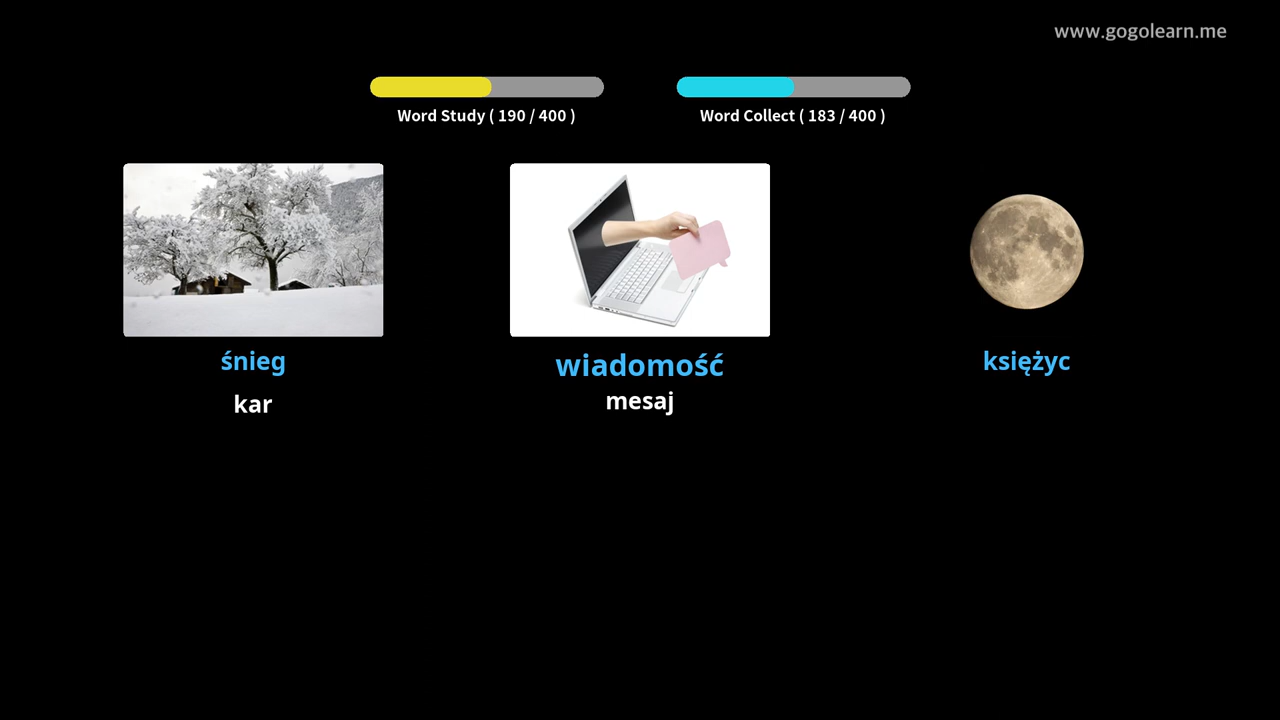 www.gogolearn.me
Word Study ( 190 / 400 )
Word Collect ( 183 / 400 )
śnieg
wiadomość
księżyc
kar
mesaj